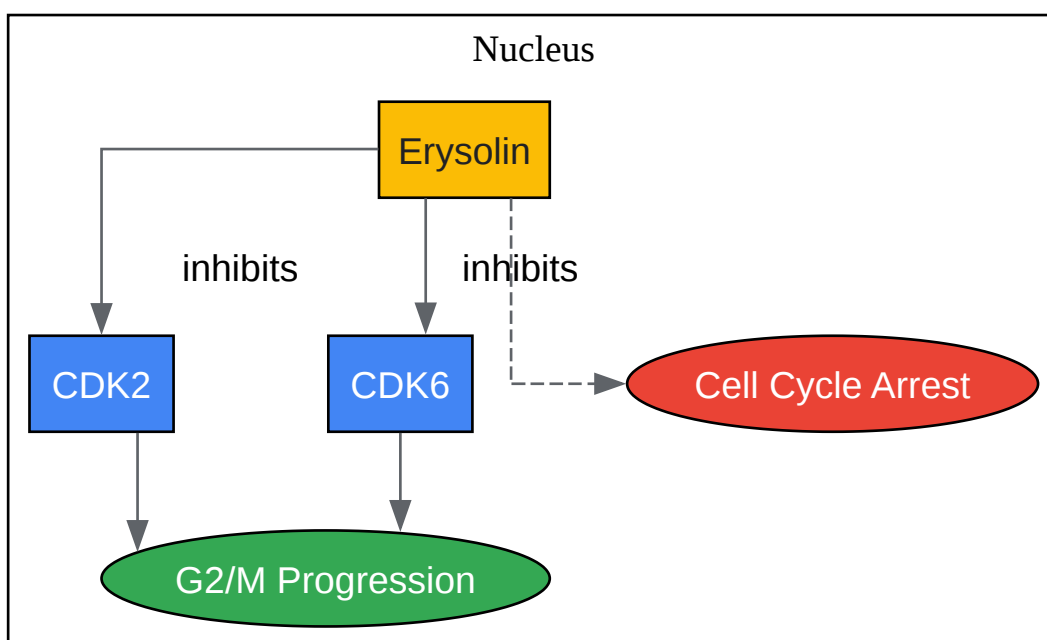 Nucleus
Erysolin
inhibits
inhibits
CDK2
CDK6
Cell Cycle Arrest
G2/M Progression